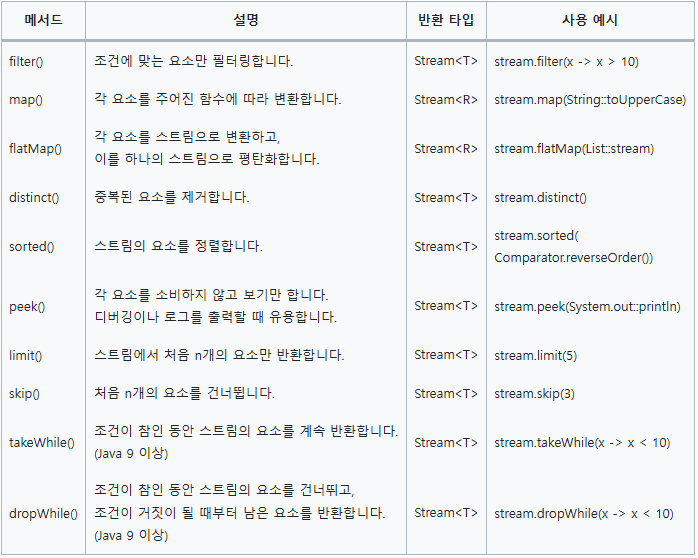 메서드 설명 반환 타입 사용 예시
filter() 조건에 맞는 요소만 필터링합니다. Stream<T> stream.filter(x -> x > 10)
map() 각 요소를 주어진 함수에 따라 변환합니다. Stream<R> stream.map(String::toUpperCase)
flatMap() 각 요소를 스트림으로 변환하고,
이를 하나의 스트림으로 평탄화합니다. Stream<R> stream.flatMap(List::stream)
distinct() 중복된 요소를 제거합니다. Stream<T> stream.distinct()
sorted() 스트림의 요소를 정렬합니다. Stream<T> stream.sorted(
Comparator.reverseOrder())
peek() 각 요소를 소비하지 않고 보기만 합니다.
디버깅이나 로그를 출력할 때 유용합니다. Stream<T> stream.peek(System.out::println)
limit() 스트림에서 처음 n개의 요소만 반환합니다. Stream<T> stream.limit(5)
skip() 처음 n개의 요소를 건너뜁니다. Stream<T> stream.skip(3)
takeWhile() 조건이 참인 동안 스트림의 요소를 계속 반환합니다.
(Java 9 이상) Stream<T> stream.takeWhile(x -> x < 10)
dropWhile() 조건이 참인 동안 스트림의 요소를 건너뛰고,
조건이 거짓이 될 때부터 남은 요소를 반환합니다.
(Java 9 이상) Stream<T> stream.dropWhile(x -> x < 10)